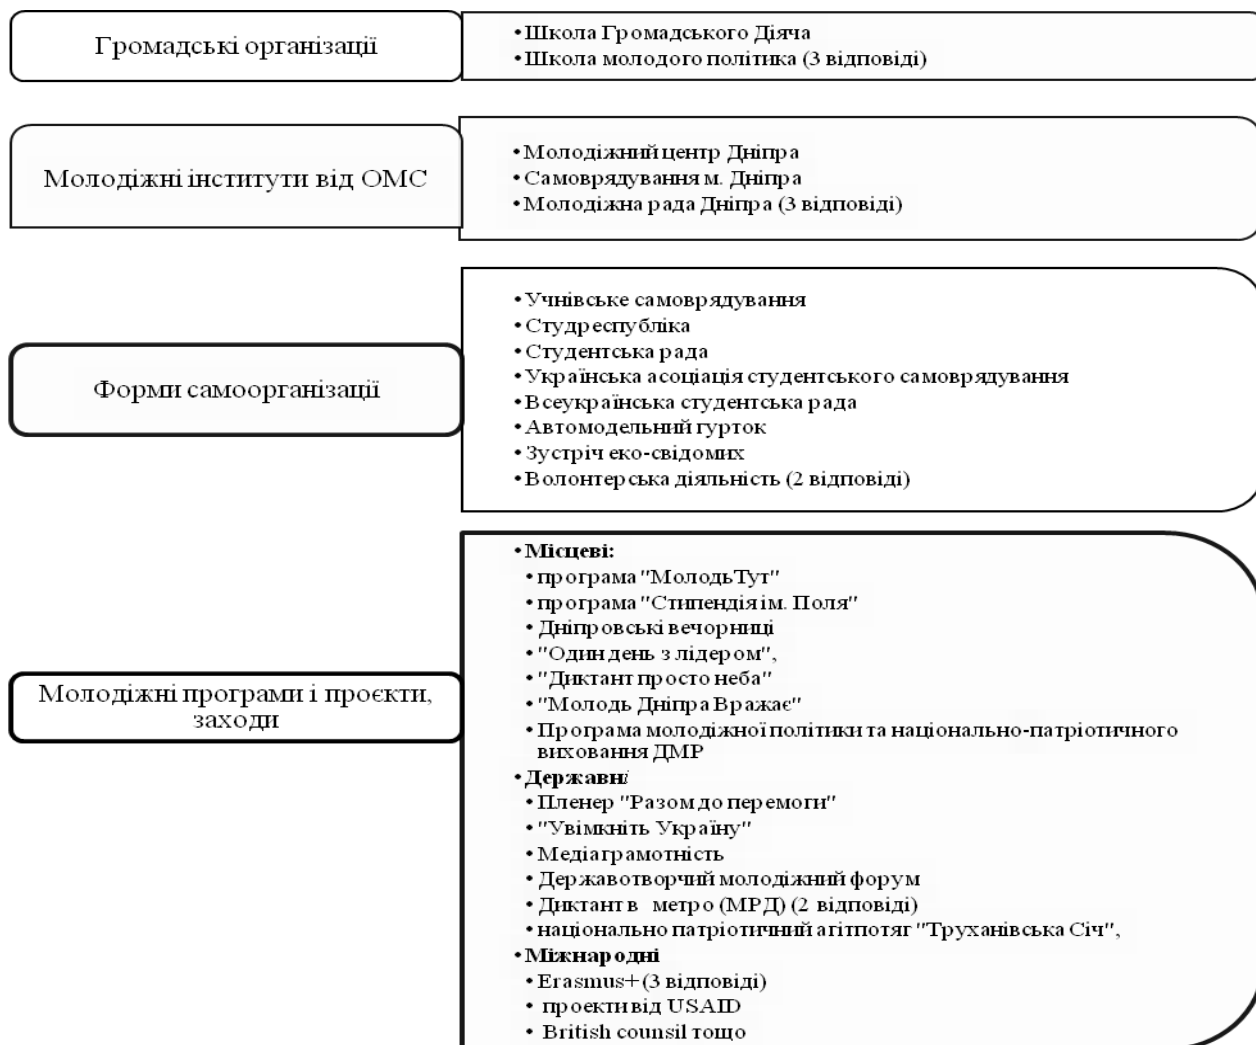 Громадські організації
• Школа Громадського Діяча
• Школа молодого політика (3 відповіді)
Молодіжні інститути від ОМС
• Молодіжний центр Дніпра
• Самоврядування м. Дніпра
• Молодіжна рада Дніпра (3 відповіді)
Форми самоорганізації
• Учнівське самоврядування
• Студреспубліка
• Студентська рада
• Українська асоціація студентського самоврядування
• Всеукраїнська студентська рада
• Автомодельний гурток
• Зустріч еко-свідомих
• Волонтерська діяльність (2 відповіді)
Молодіжні програми і проєкти,
заходи
• Місцеві:
• програма "МолодьТут"
• програма "Стипендія ім. Поля"
• Дніпровські вечорниці
• "Один день з лідером",
• "Диктант просто неба"
• "Молодь Дніпра Вражає"
• Програма молодіжної політики та національно-патріотичного
виховання ДМР
• Державні
• Пленер "Разом до перемоги"
• "Увімкніть Україну"
• Медіаграмотність
• Державотворчий молодіжний форум
• Диктант в метро (МРД) (2 відповіді)
• національно патріотичний агітпотяг "Труханівська Січ",
• Міжнародні
• Erasmus+ (3 відповіді)
• проекти від USAID
• British counsil тощо